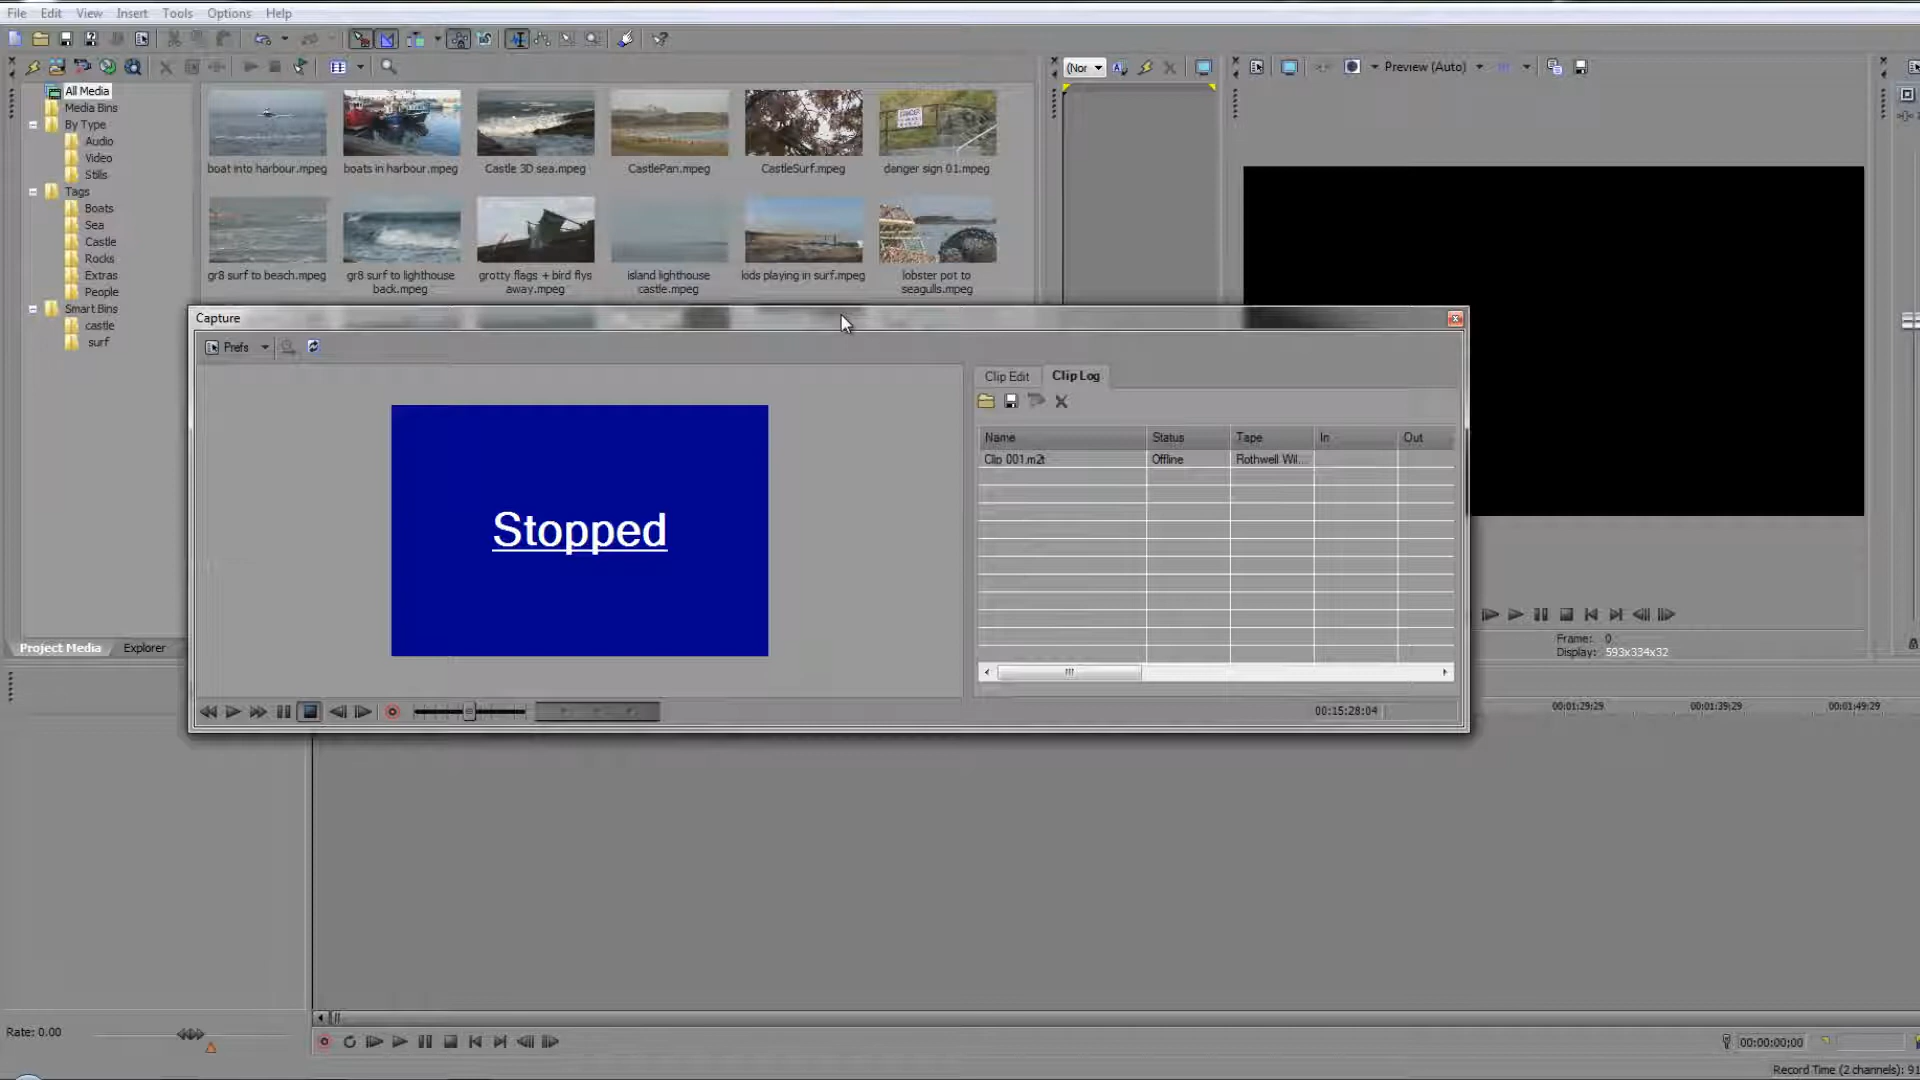 File Edit View Insert Tools Options Help
(Nor
Preview (Auto)
All Media
Media Bins
By Type
Audio
Video
Stills
Tags
Boats
Sea
Castle
Rocks
Extras
People
Smart Bins
castle
surf
boat into harbour.mpeg
boats in harbour.mpeg
Castle 3D sea.mpeg
CastlePan.mpeg
CastleSurf.mpeg
danger sign 01.mpeg
gr8 surf to beach.mpeg
gr8 surf to lighthouse
back.mpeg
grotty flags + bird flys
away.mpeg
island lighthouse
castle.mpeg
kids playing in surf.mpeg
lobster pot to
seagulls.mpeg
Capture
Prefs
Stopped
Clip Edit Clip Log
Name Status Tape In Out
Clip 001.m2t Offline Rothwell Wil...
00:15:28:04
Project Media Explorer
Frame: 0
Display: 593x334x32
00:01:29;29 00:01:39;29 00:01:49;29
Rate: 0.00
00:00:00;00
Record Time (2 channels): 91